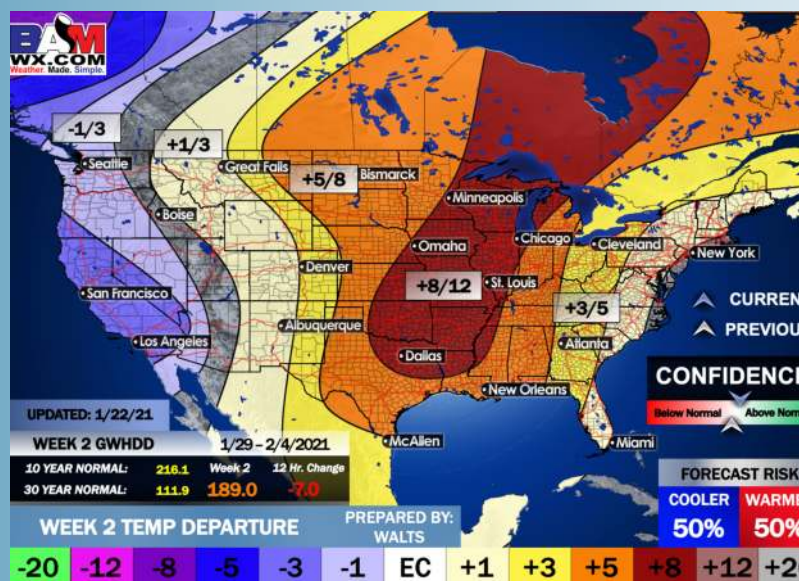 BAM
WX.COM
Weather. Made. Simple.
-1/3
+1/3
Seattle
Great Falls
+5/8
Bismarck
Boise
Minneapolis
Omaha
Chicago
Cleveland
New York
Denver
+8/12
St. Louis
San Francisco
+3/5
CURREN
Albuquerque
PREVIOU
Los Angeles
Atlanta
Dallas
CONFIDENCE
New Orleans
Below Normal
Above Norm
UPDATED: 1/22/21
WEEK 2 GWHDD 1/29 – 2/4/2021
McAllen
Miami
10 YEAR NORMAL: 216.1 Week 2 12 Hr. Change
30 YEAR NORMAL: 111.9 189.0 -7.0
FORECAST RISK
COOLER WARME
50% 50%
WEEK 2 TEMP DEPARTURE
PREPARED BY:
WALTS
-20 -12 -8 -5 -3 -1 EC +1 +3 +5 +8 +12 +2